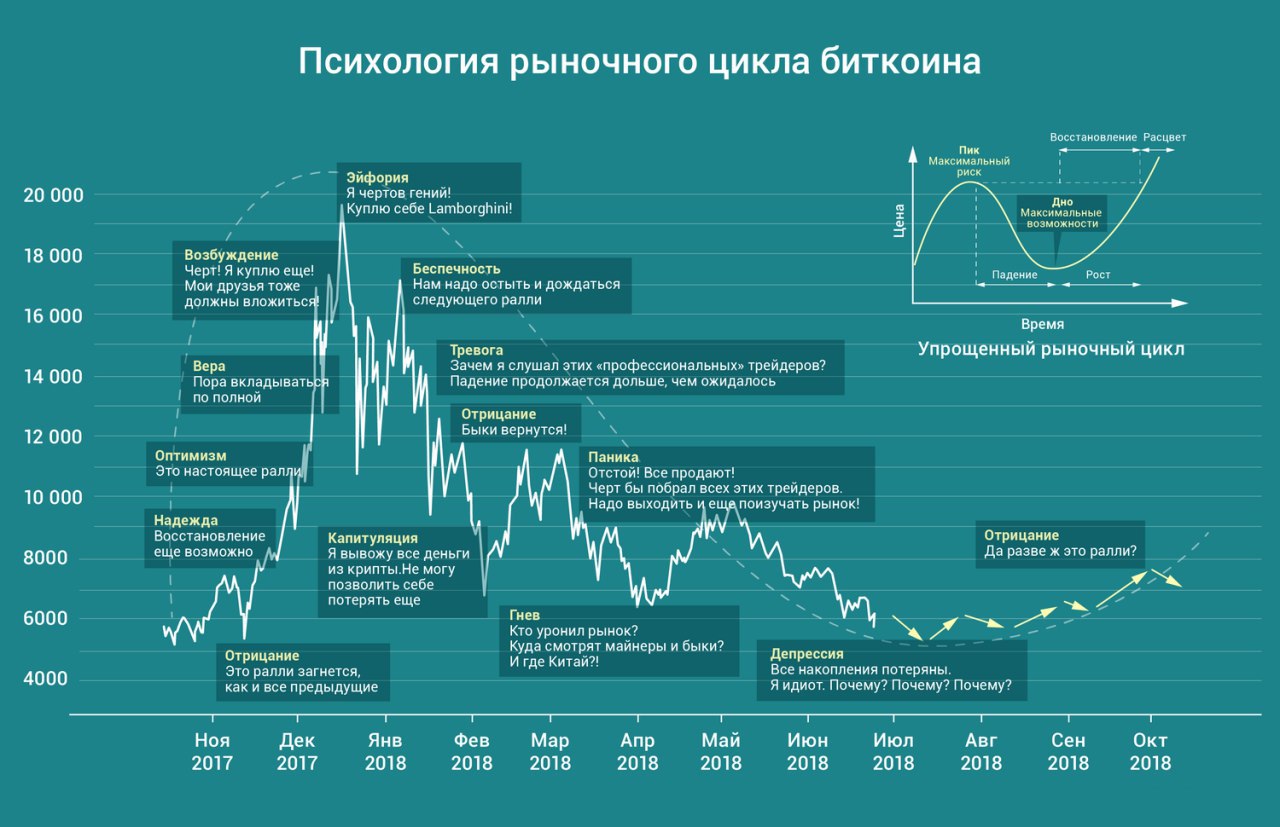 Психология рыночного цикла биткоина
Восстановление
Расцвет
Пик
Максимальный
риск
Дно
Максимальные
возможности
Цена
Падение
Рост
Время
Упрощенный рыночный цикл
20 000
18 000
16 000
14 000
12 000
10 000
8000
6000
4000
Эйфория
Я чертов гений!
Куплю себе Lamborghini!
Возбуждение
Черт! Я куплю еще!
Мои друзья тоже
должны вложиться!
Беспечность
Нам надо остыть и дождаться
следующего ралли
Вера
Пора вкладываться
по полной
Тревога
Зачем я слушал этих «профессиональных» трейдеров?
Падение продолжается дольше, чем ожидалось
Отрицание
Быки вернутся!
Оптимизм
Это настоящее ралли
Паника
Отстой! Все продают!
Черт бы побрал всех этих трейдеров.
Надо выходить и еще поизучать рынок!
Надежда
Восстановление
еще возможно
Капитуляция
Я вывожу все деньги
из крипты.Не могу
позволить себе
потерять еще
Отрицание
Да разве ж это ралли?
Гнев
Кто уронил рынок?
Куда смотрят майнеры и быки?
И где Китай?!
Отрицание
Это ралли загнется,
как и все предыдущие
Депрессия
Все накопления потеряны.
Я идиот. Почему? Почему? Почему?
Ноя
2017
Дек
2017
Янв
2018
Фев
2018
Мар
2018
Апр
2018
Май
2018
Июн
2018
Июл
2018
Авг
2018
Сен
2018
Окт
2018